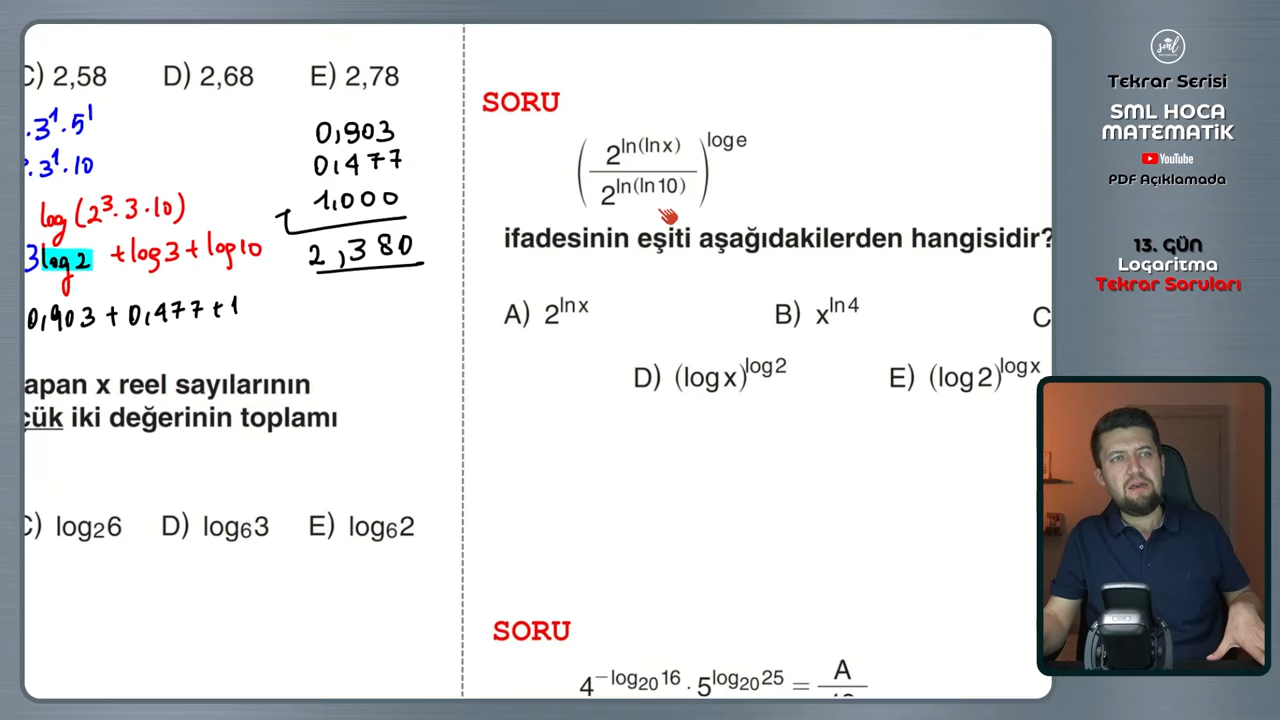 C) 2,58 D) 2,68 E) 2,78
. 3¹ . 5¹
. 3¹ . 10
log(2³ . 3 . 10)
3log2 + log3 + log10
0,903 + 0,477 + 1
0,903
0,477
1,000
+
2,380
apan x reel sayılarının
çük iki değerinin toplamı
C) log₂6 D) log₆3 E) log₆2
SORU
(2^ln(lnx) / 2^ln(ln10))^loge
ifadesinin eşiti aşağıdakilerden hangisidir?
A) 2^lnx B) x^ln4 C
D) (logx)^log2 E) (log2)^logx
SORU
4^-log₂₀16 . 5^log₂₀25 = A
sml
Tekrar Serisi
SML HOCA
MATEMATİK
YouTube
PDF Açıklamada
13. GÜN
Logaritma
Tekrar Soruları